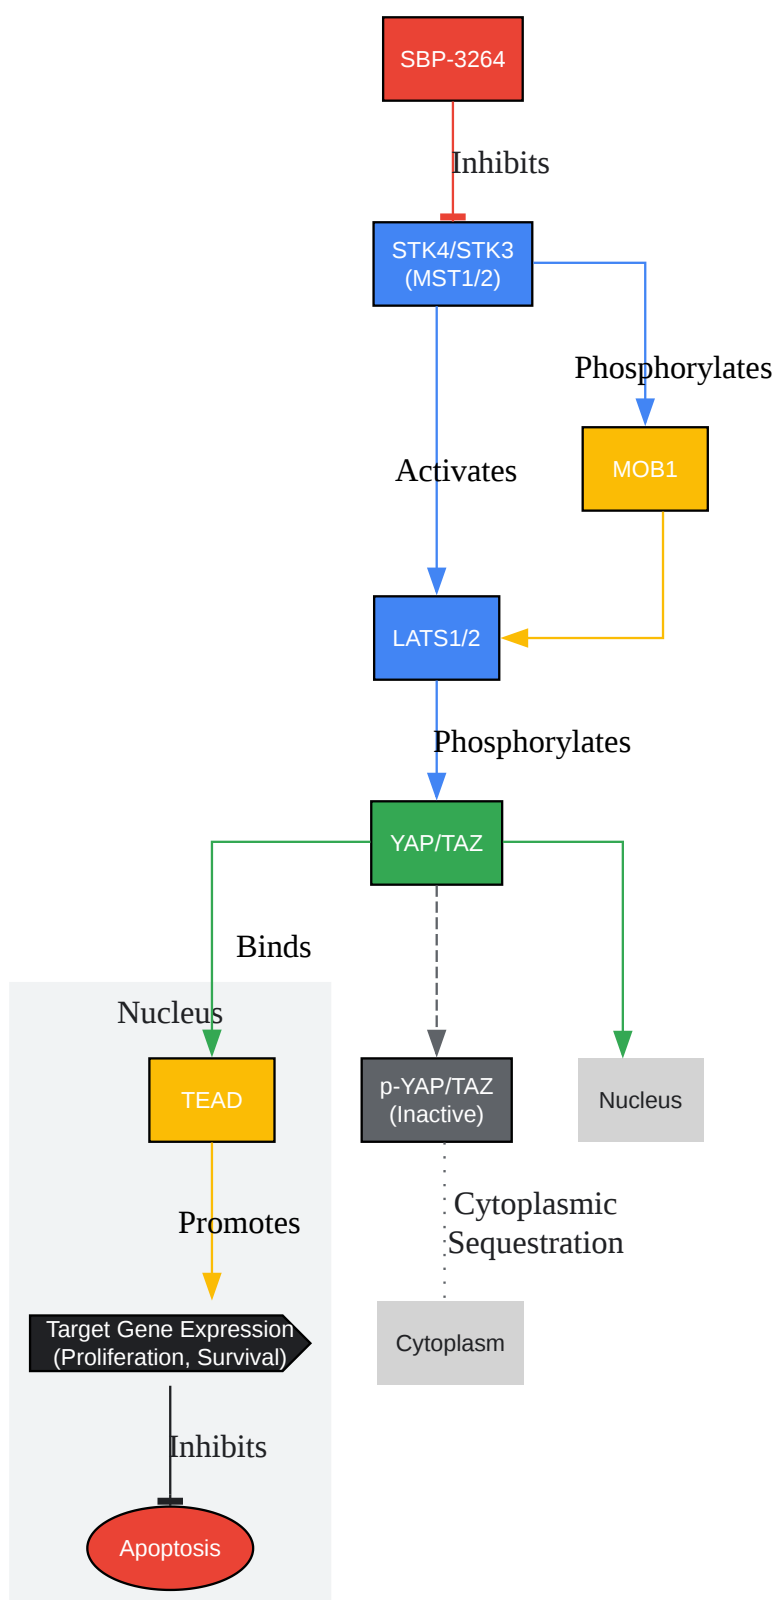 SBP-3264
Inhibits
STK4/STK3
(MST1/2)
Phosphorylates
MOB1
Activates
LATS1/2
Phosphorylates
YAP/TAZ
Binds
Nucleus
TEAD
p-YAP/TAZ
(Inactive)
Nucleus
Promotes
Cytoplasmic
Sequestration
Target Gene Expression
(Proliferation, Survival)
Cytoplasm
Inhibits
Apoptosis